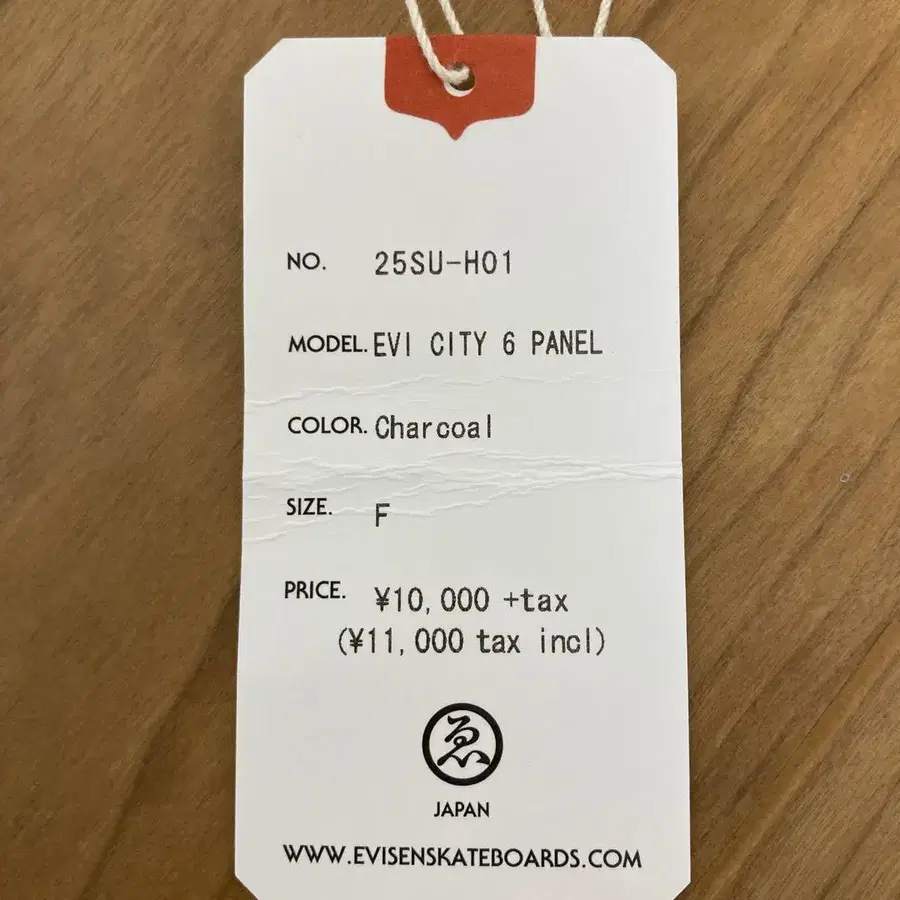 NO. 25SU-H01
MODEL. EVI CITY 6 PANEL
COLOR. Charcoal
SIZE. F
PRICE. ¥10,000 +tax
(¥11,000 tax incl)
ゑ
JAPAN
WWW.EVISENSKATEBOARDS.COM